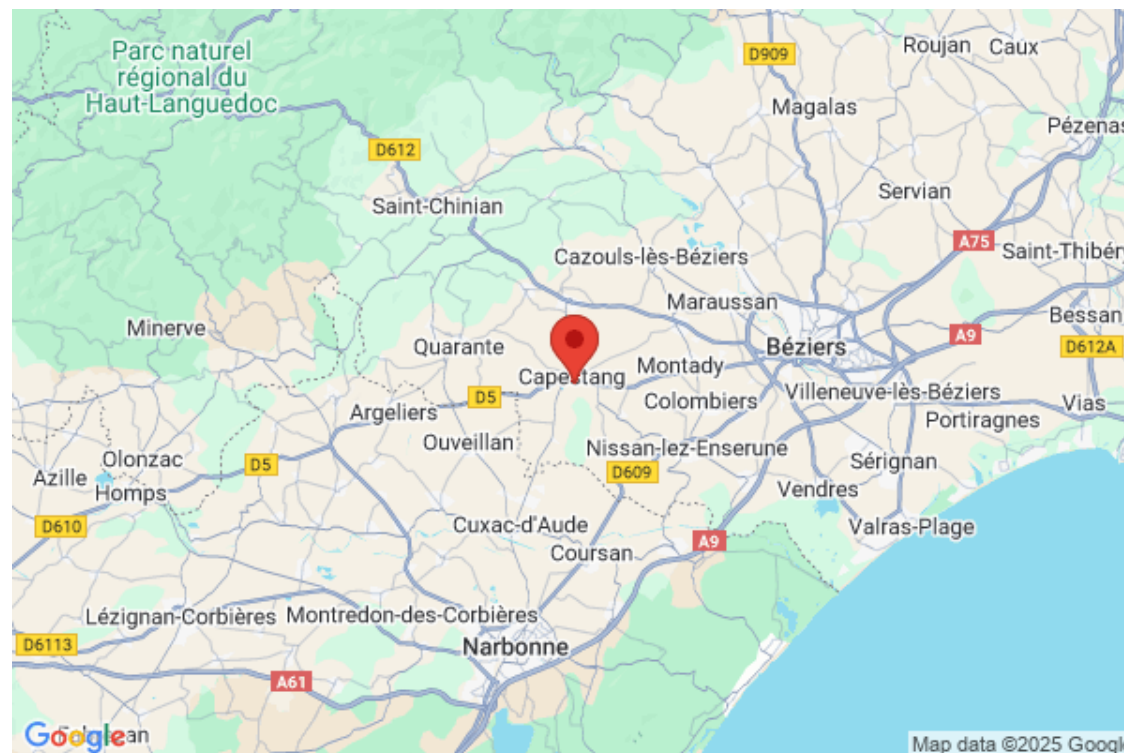 Parc naturel
régional du
Haut-Languedoc
D909
Roujan
Caux
Magalas
Pézenas
D612
Saint-Chinian
Servian
A75
Cazouls-lès-Béziers
Saint-Thibéry
Maraussan
Minerve
Bessan
Quarante
A9
Béziers
D612A
Capestang
Montady
D5
Colombiers
Villeneuve-lès-Béziers
Vias
Argeliers
Portiragnes
Ouveillan
Nissan-lez-Enserune
Olonzac
D5
Sérignan
Azille
Homps
D609
Vendres
D610
Cuxac-d'Aude
Valras-Plage
Coursan
A9
Lézignan-Corbières
Montredon-des-Corbières
D6113
Narbonne
A61
Google
Map data ©2025 Google